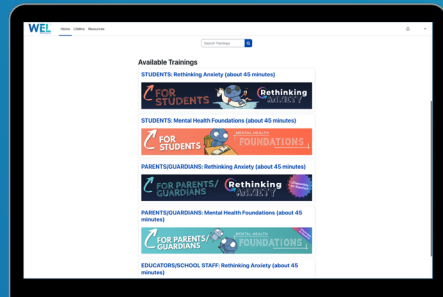 WEL
Home Lifeline Resources
Search Trainings
Available Trainings
STUDENTS: Rethinking Anxiety (about 45 minutes)
FOR STUDENTS
Rethinking ANXIETY
STUDENTS: Mental Health Foundations (about 45 minutes)
FOR STUDENTS
MENTAL HEALTH FOUNDATIONS
PARENTS/GUARDIANS: Rethinking Anxiety (about 45 minutes)
FOR PARENTS/ GUARDIANS
Rethinking ANXIETY
PARENTS/GUARDIANS: Mental Health Foundations (about 45
minutes)
FOR PARENTS/ GUARDIANS
MENTAL HEALTH FOUNDATIONS
EDUCATORS/SCHOOL STAFF: Rethinking Anxiety (about 45
minutes)